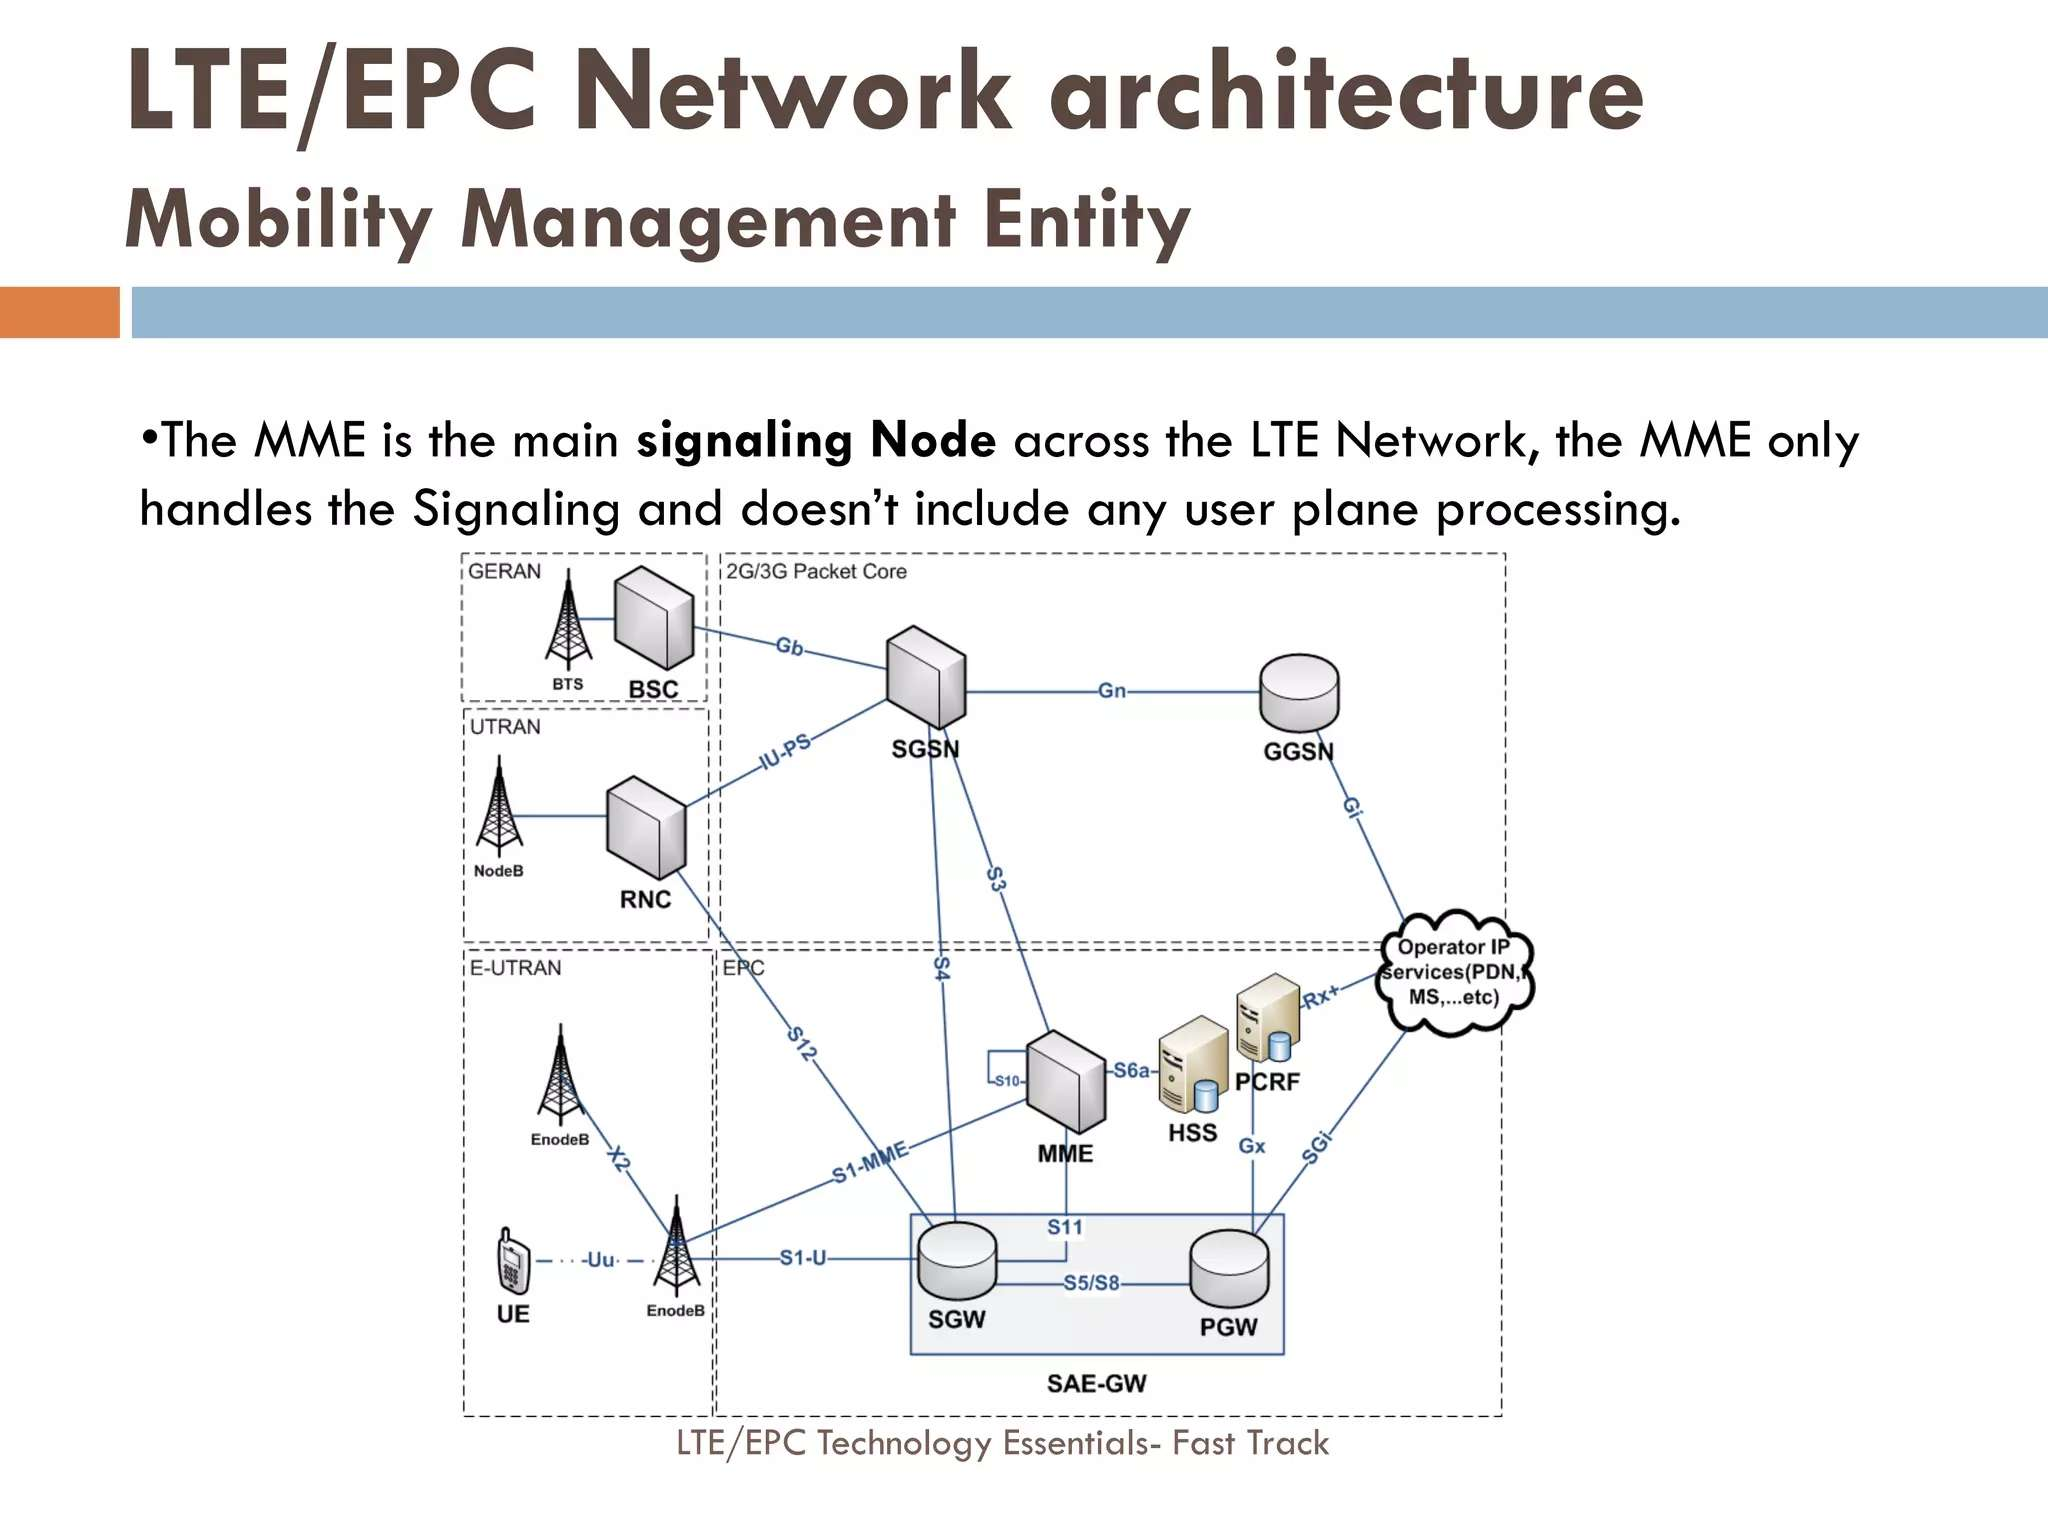 LTE/EPC Network architecture
Mobility Management Entity
•The MME is the main signaling Node across the LTE Network, the MME only
handles the Signaling and doesn't include any user plane processing.
GERAN
2G/3G Packet Core
BTS
BSC
Gb
SGSN
Gn
GGSN
UTRAN
IU-PS
NodeB
RNC
Gi
S3
S4
E-UTRAN
EPC
Operator IP
services(PDN,I
MS,...etc)
Rx+
S12
EnodeB
X2
S10
MME
S6a
HSS
PCRF
S1-MME
Gx
SGi
UE
Uu
EnodeB
S1-U
S11
SGW
S5/S8
PGW
SAE-GW
LTE/EPC Technology Essentials- Fast Track